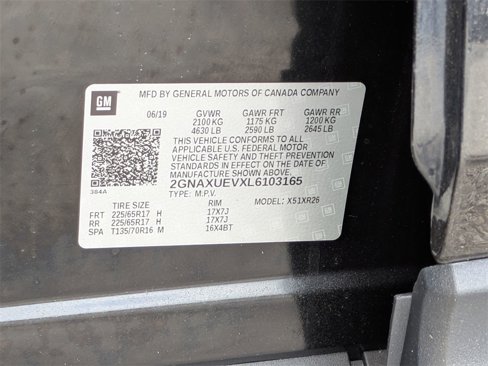 MFD BY GENERAL MOTORS OF CANADA COMPANY
GM
06/19 GVWR GAWR FRT GAWR RR
2100 KG 1175 KG 1200 KG
4630 LB 2590 LB 2645 LB
THIS VEHICLE CONFORMS TO ALL
APPLICABLE U.S. FEDERAL MOTOR
VEHICLE SAFETY AND THEFT PREVENTION
STANDARDS IN EFFECT ON THE DATE OF
MANUFACTURE SHOWN ABOVE.
2GNAXUEVXL6103165
384A
TYPE: M.P.V. MODEL: X51XR26
TIRE SIZE RIM
FRT 225/65R17 H 17X7J
RR 225/65R17 H 17X7J
SPA T135/70R16 M 16X4BT